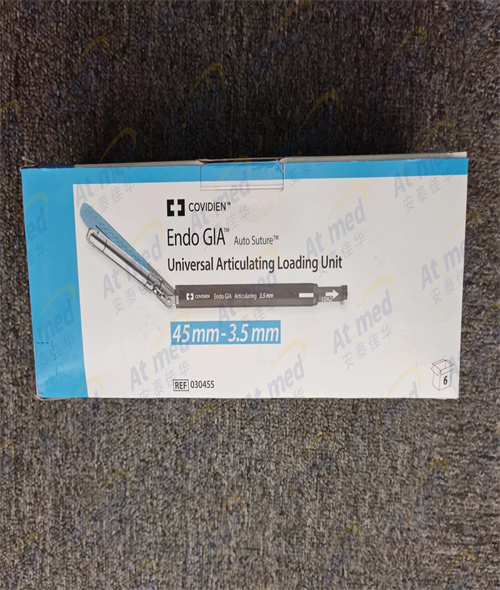 COVIDIEN™
Endo GIA™ Auto Suture™
Universal Articulating Loading Unit
COVIDIEN Endo GIA Articulating 3.5 mm
45 mm - 3.5 mm
REF 030455
6
At med
安泰佳华